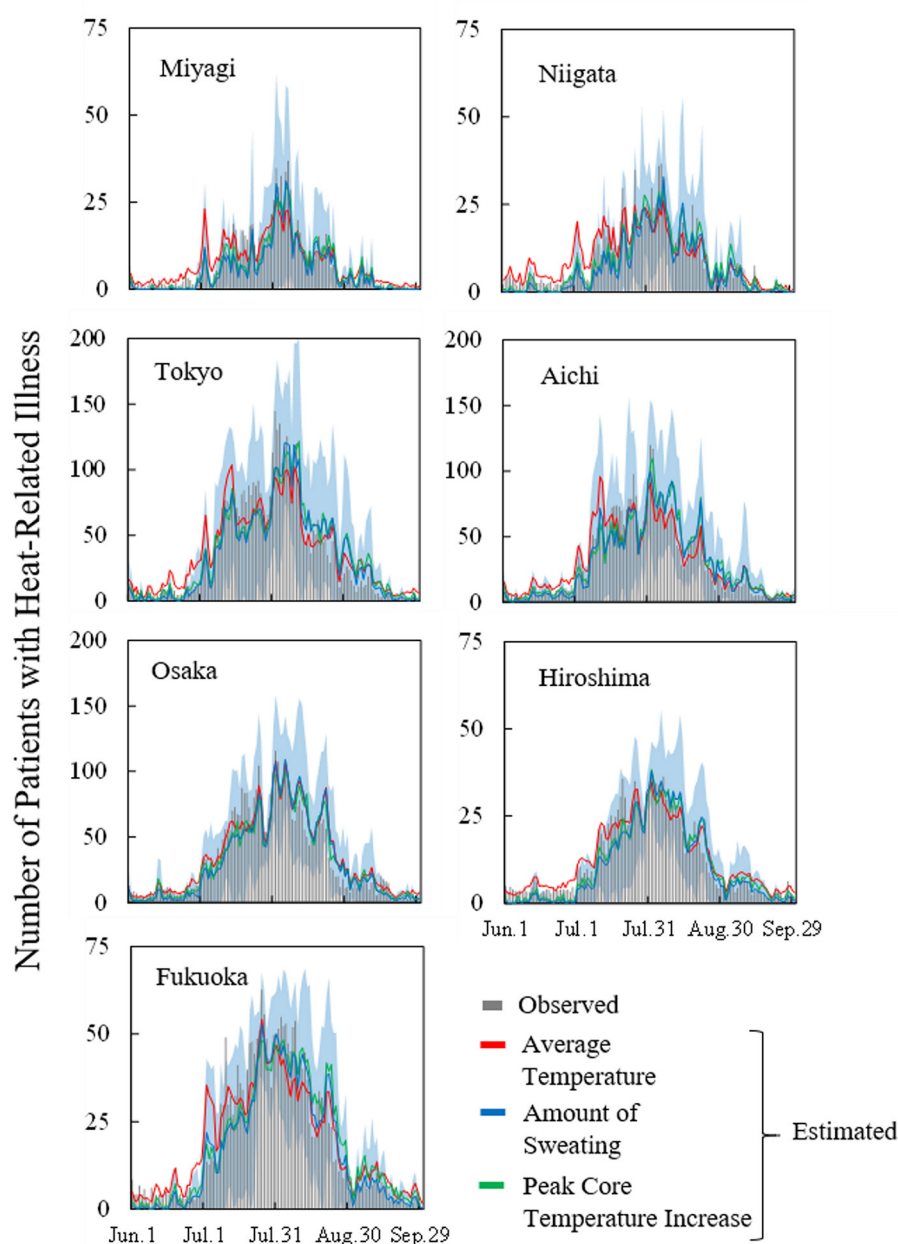 Number of Patients with Heat-Related Illness
75
50
25
0
Miyagi
75
50
25
0
Niigata
200
150
100
50
0
Tokyo
200
150
100
50
0
Aichi
200
150
100
50
0
Osaka
75
50
25
0
Hiroshima
Jun.1 Jul.1 Jul.31 Aug.30 Sep.29
75
50
25
0
Fukuoka
Jun.1 Jul.1 Jul.31 Aug.30 Sep.29
Observed
Average
Temperature
Amount of
Sweating
Peak Core
Temperature Increase
Estimated